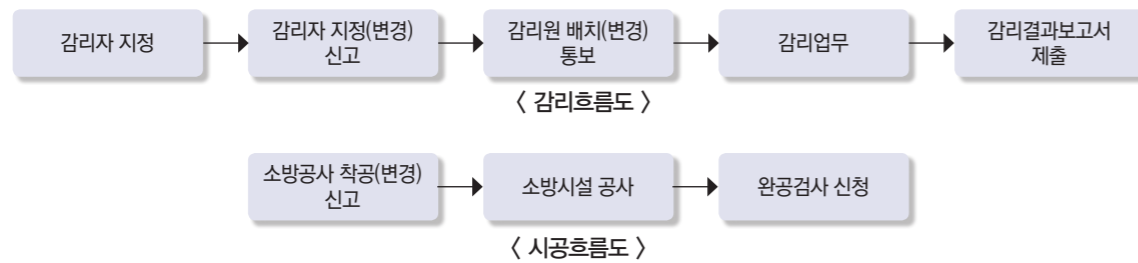 감리자 지정
감리자 지정(변경)
신고
감리원 배치(변경)
통보
감리업무
감리결과보고서
제출
〈 감리흐름도 〉
소방공사 착공(변경)
신고
소방시설 공사
완공검사 신청
〈 시공흐름도 〉